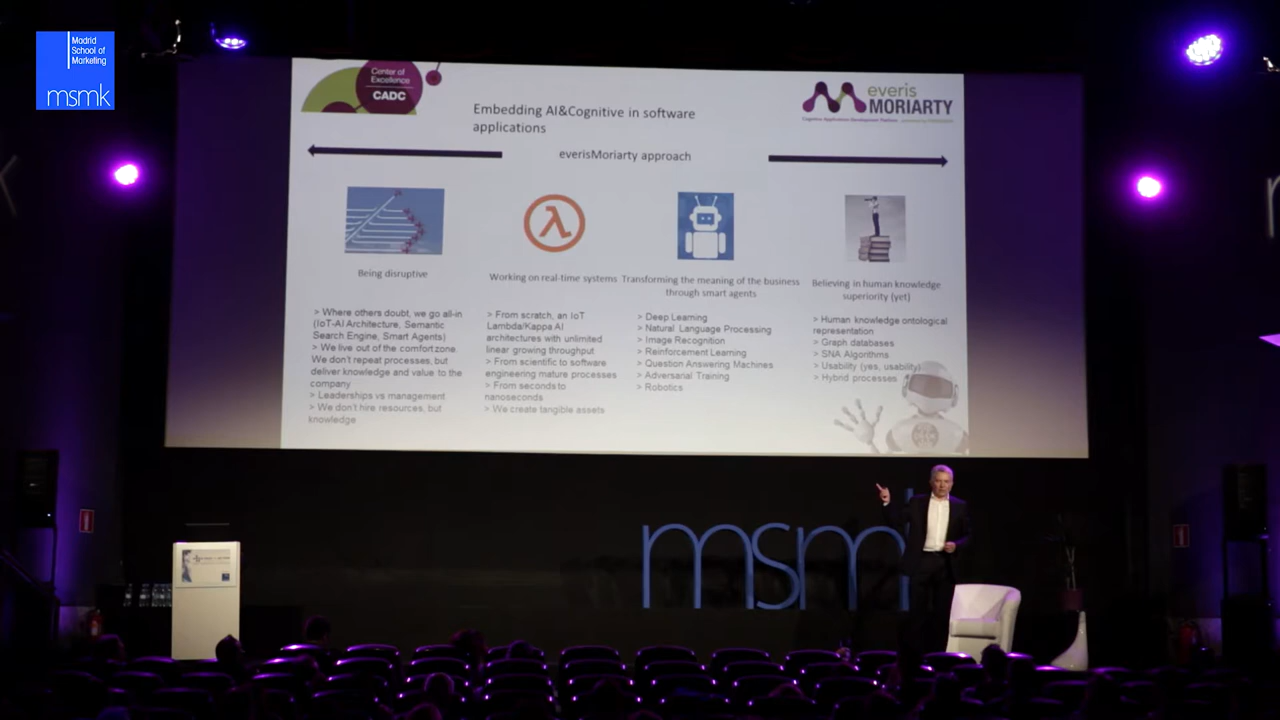 Madrid
School of
Marketing
msmk
Center of
Excellence
CADC
Embedding AI&Cognitive in software
applications
everis
MORIARTY
Cognitive Applications Development Platform
everisMoriarty approach
Being disruptive
> Where others doubt, we go all-in
(IoT-AI Architecture, Semantic
Search Engine, Smart Agents)
> We live out of the comfort zone.
We don't repeat processes, but
deliver knowledge and value to the
company
> Leaderships vs management
> We don't hire resources, but
knowledge
Working on real-time systems
> From scratch, an IoT
Lambda/Kappa AI
architectures with unlimited
linear growing throughput
> From scientific to software
engineering mature processes
> From seconds to
nanoseconds
> We create tangible assets
Transforming the meaning of the business
through smart agents
> Deep Learning
> Natural Language Processing
> Image Recognition
> Reinforcement Learning
> Question Answering Machines
> Adversarial Training
> Robotics
Believing in human knowledge
superiority (yet)
> Human knowledge ontological
representation
> Graph databases
> SNA Algorithms
> Usability (yes, usability)
> Hybrid processes
msm